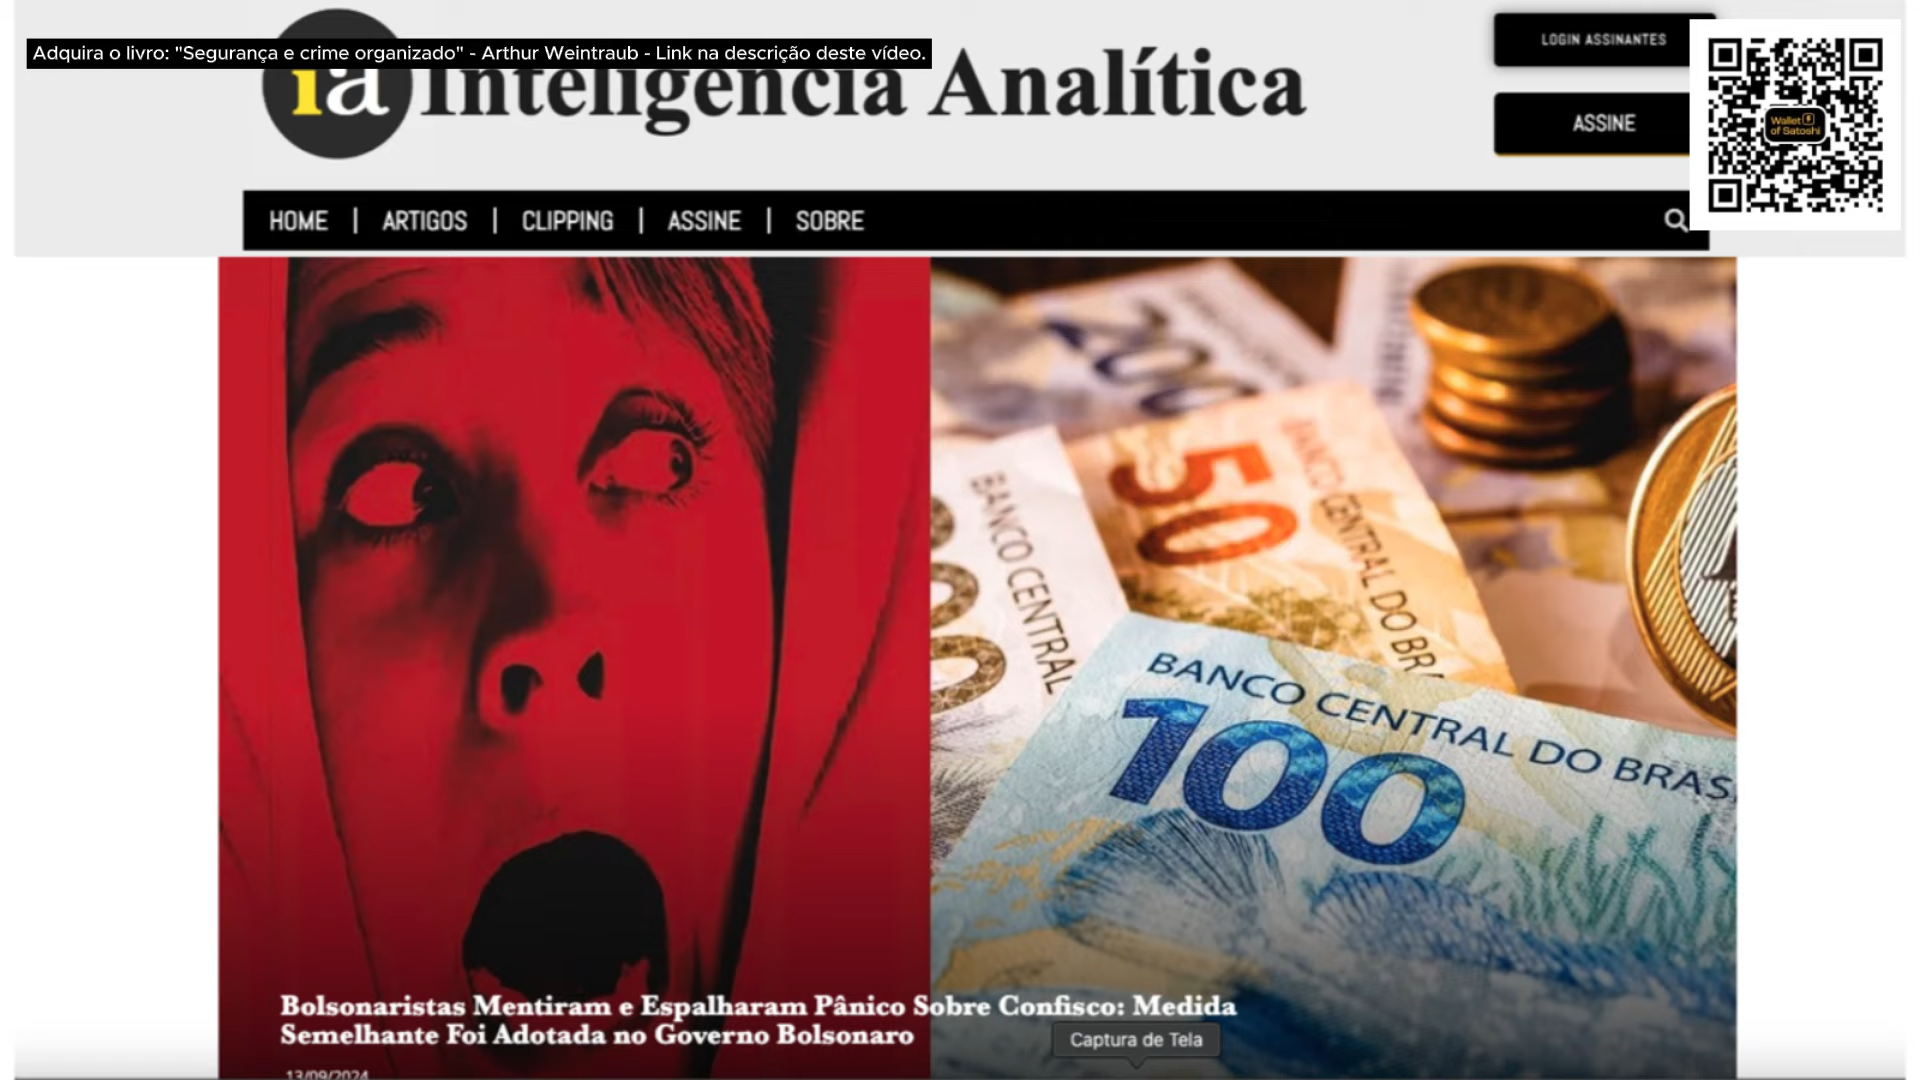 Adquira o livro: "Segurança e crime organizado" - Arthur Weintraub - Link na descrição deste vídeo.
ia Inteligência Analítica
LOGIN ASSINANTES
ASSINE
Wallet
of Satoshi
HOME | ARTIGOS | CLIPPING | ASSINE | SOBRE
200
50
BANCO CENTRAL DO BR
BANCO CENTRAL
BANCO CENTRAL DO BRAS
100
Bolsonaristas Mentiram e Espalharam Pânico Sobre Confisco: Medida
Semelhante Foi Adotada no Governo Bolsonaro
Captura de Tela
13/09/2024